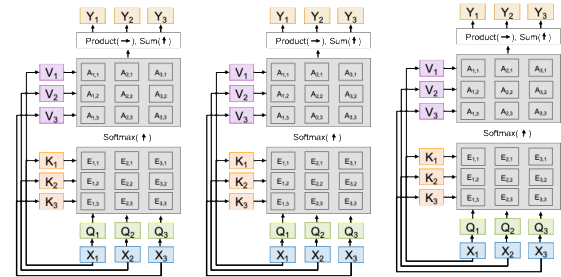 Y1 Y2 Y3
Product(→), Sum(↑)
V1 A1,1 A2,1 A3,1
V2 A1,2 A2,2 A3,2
V3 A1,3 A2,3 A3,3
Softmax(↑)
K1 E1,1 E2,1 E3,1
K2 E1,2 E2,2 E3,2
K3 E1,3 E2,3 E3,3
Q1 Q2 Q3
X1 X2 X3
Y1 Y2 Y3
Product(→), Sum(↑)
V1 A1,1 A2,1 A3,1
V2 A1,2 A2,2 A3,2
V3 A1,3 A2,3 A3,3
Softmax(↑)
K1 E1,1 E2,1 E3,1
K2 E1,2 E2,2 E3,2
K3 E1,3 E2,3 E3,3
Q1 Q2 Q3
X1 X2 X3
Y1 Y2 Y3
Product(→), Sum(↑)
V1 A1,1 A2,1 A3,1
V2 A1,2 A2,2 A3,2
V3 A1,3 A2,3 A3,3
Softmax(↑)
K1 E1,1 E2,1 E3,1
K2 E1,2 E2,2 E3,2
K3 E1,3 E2,3 E3,3
Q1 Q2 Q3
X1 X2 X3